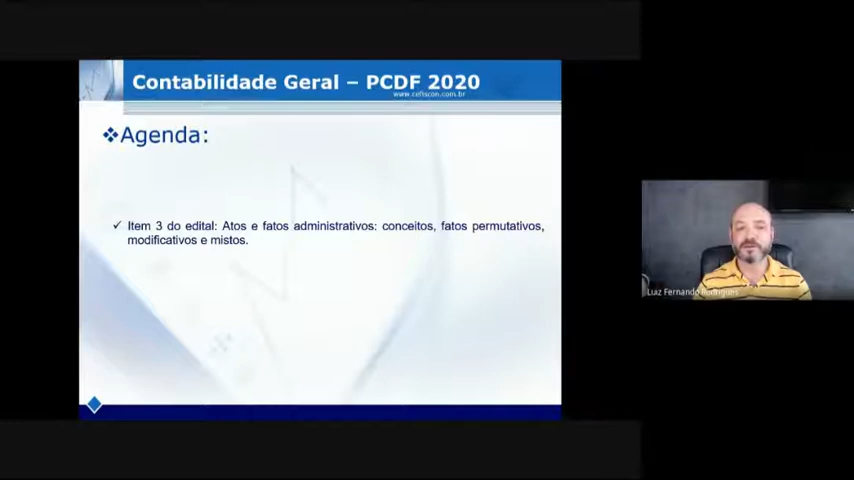 Contabilidade Geral – PCDF 2020
www.cefiscon.com.br
❖Agenda:
✓ Item 3 do edital: Atos e fatos administrativos: conceitos, fatos permutativos,
modificativos e mistos.
Luiz Fernando Rodrigues